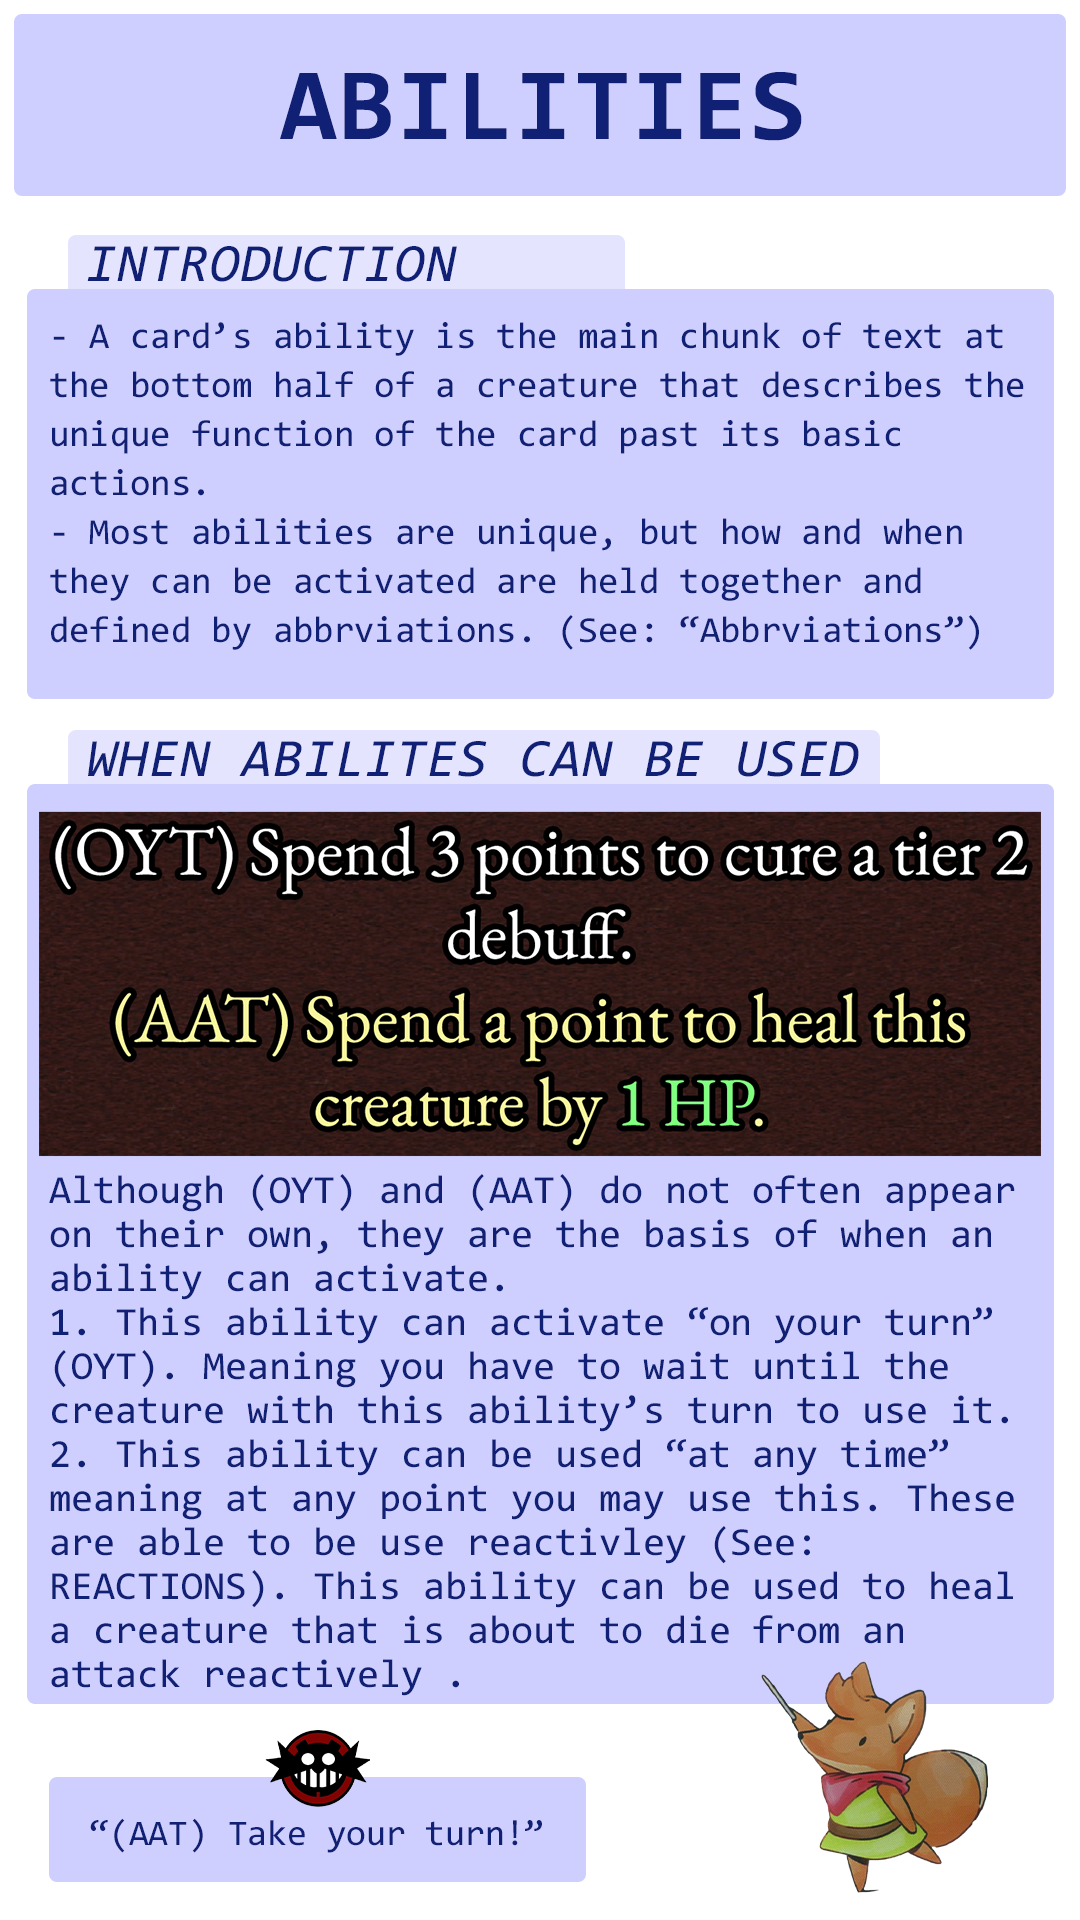 ABILITIES
INTRODUCTION
- A card’s ability is the main chunk of text at
the bottom half of a creature that describes the
unique function of the card past its basic
actions.
- Most abilities are unique, but how and when
they can be activated are held together and
defined by abbrviations. (See: “Abbrviations”)
WHEN ABILITES CAN BE USED
(OYT) Spend 3 points to cure a tier 2
debuff.
(AAT) Spend a point to heal this
creature by 1 HP.
Although (OYT) and (AAT) do not often appear
on their own, they are the basis of when an
ability can activate.
1. This ability can activate “on your turn”
(OYT). Meaning you have to wait until the
creature with this ability’s turn to use it.
2. This ability can be used “at any time”
meaning at any point you may use this. These
are able to be use reactivley (See:
REACTIONS). This ability can be used to heal
a creature that is about to die from an
attack reactively .
“(AAT) Take your turn!”